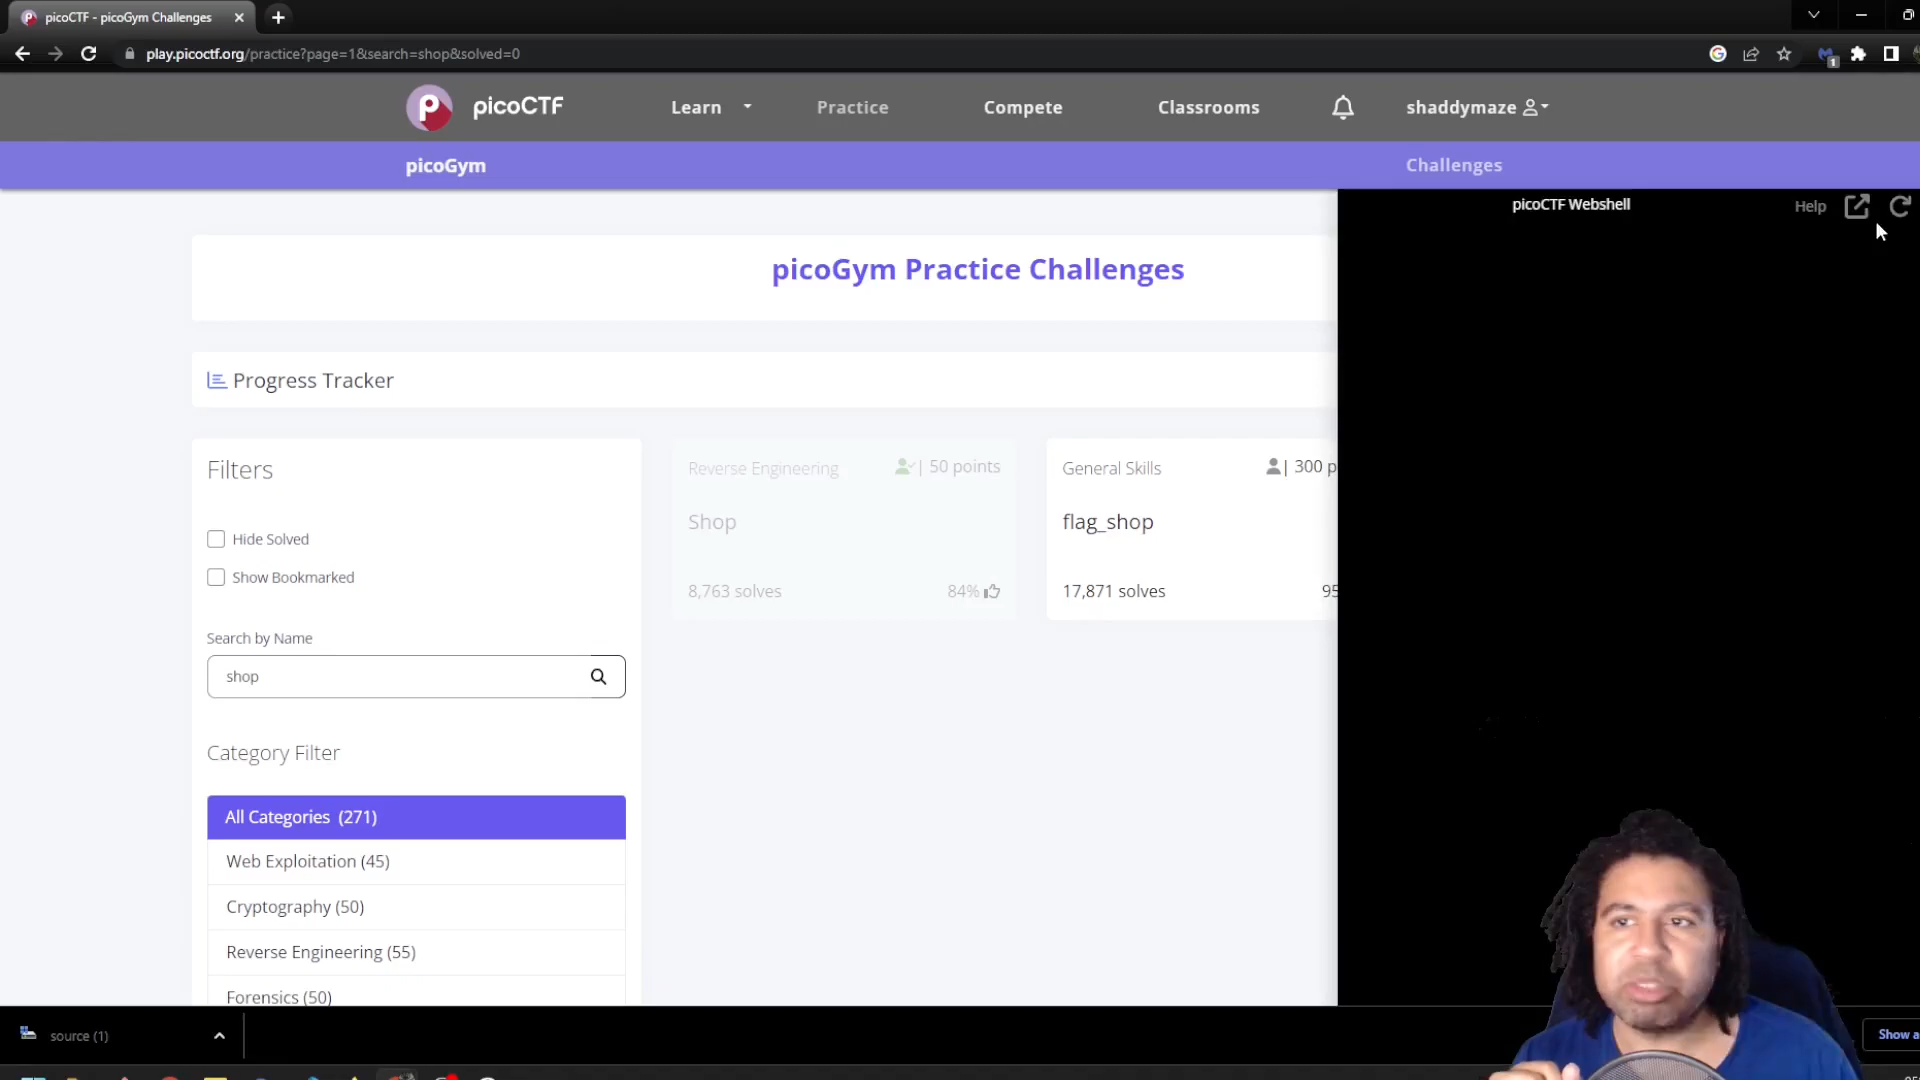 picoCTF - picoGym Challenges
play.picoctf.org/practice?page=1&search=shop&solved=0
1
picoCTF
Learn
Practice
Compete
Classrooms
shaddymaze
picoGym
Challenges
picoCTF Webshell
Help
picoGym Practice Challenges
Progress Tracker
Filters
Hide Solved
Show Bookmarked
Search by Name
shop
Category Filter
All Categories (271)
Web Exploitation (45)
Cryptography (50)
Reverse Engineering (55)
Forensics (50)
Reverse Engineering
| 50 points
Shop
8,763 solves
84%
General Skills
| 300 p
flag_shop
17,871 solves
95
source (1)
Show a